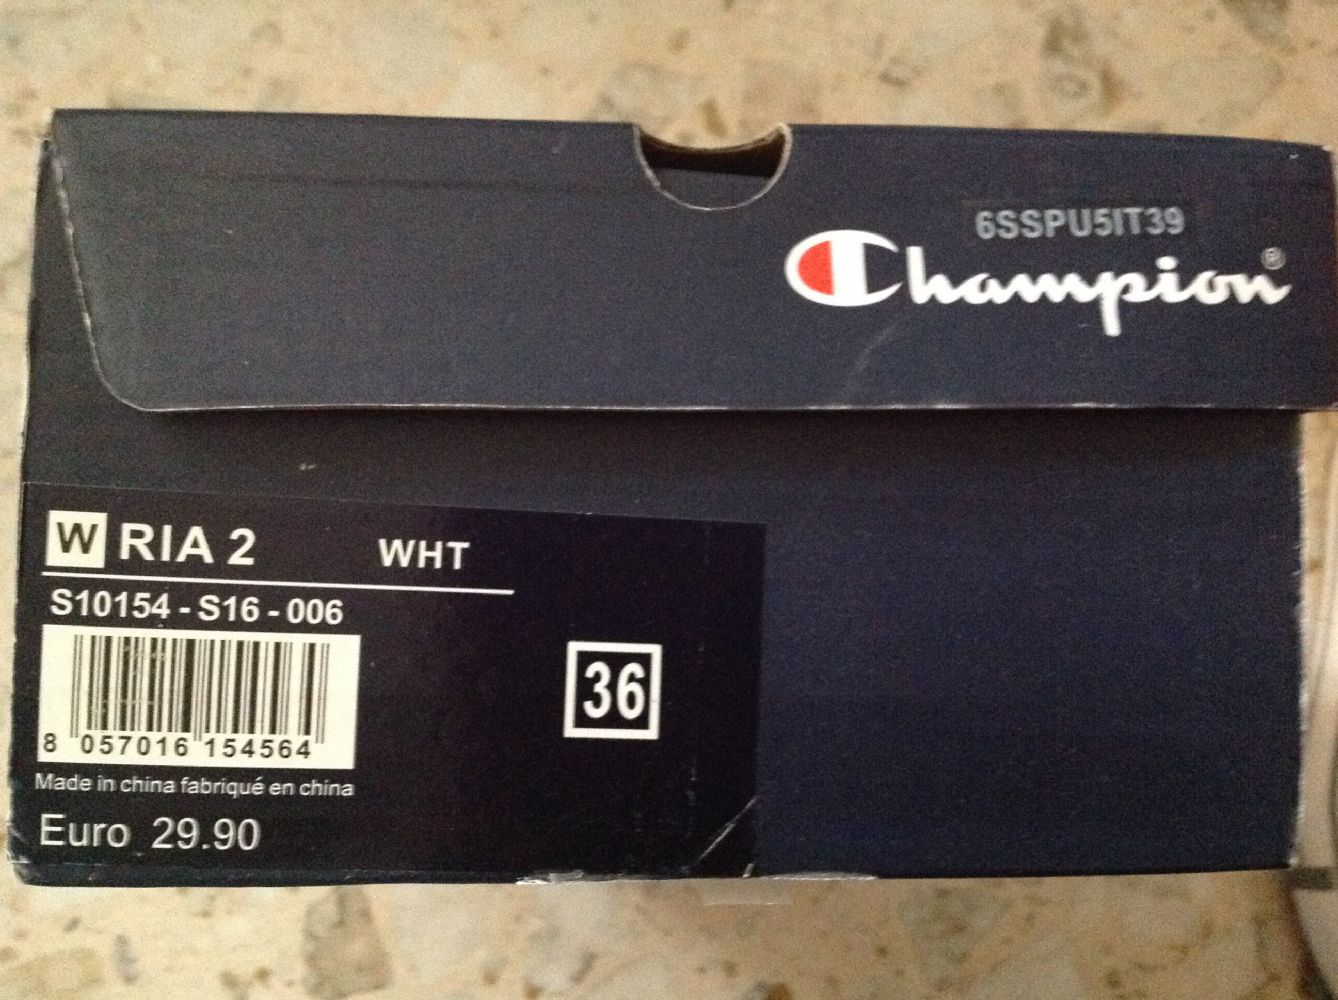 6SSPU5IT39
Champion®
W RIA 2 WHT
S10154 - S16 - 006
36
8 057016 154564
Made in china fabriqué en china
Euro 29.90